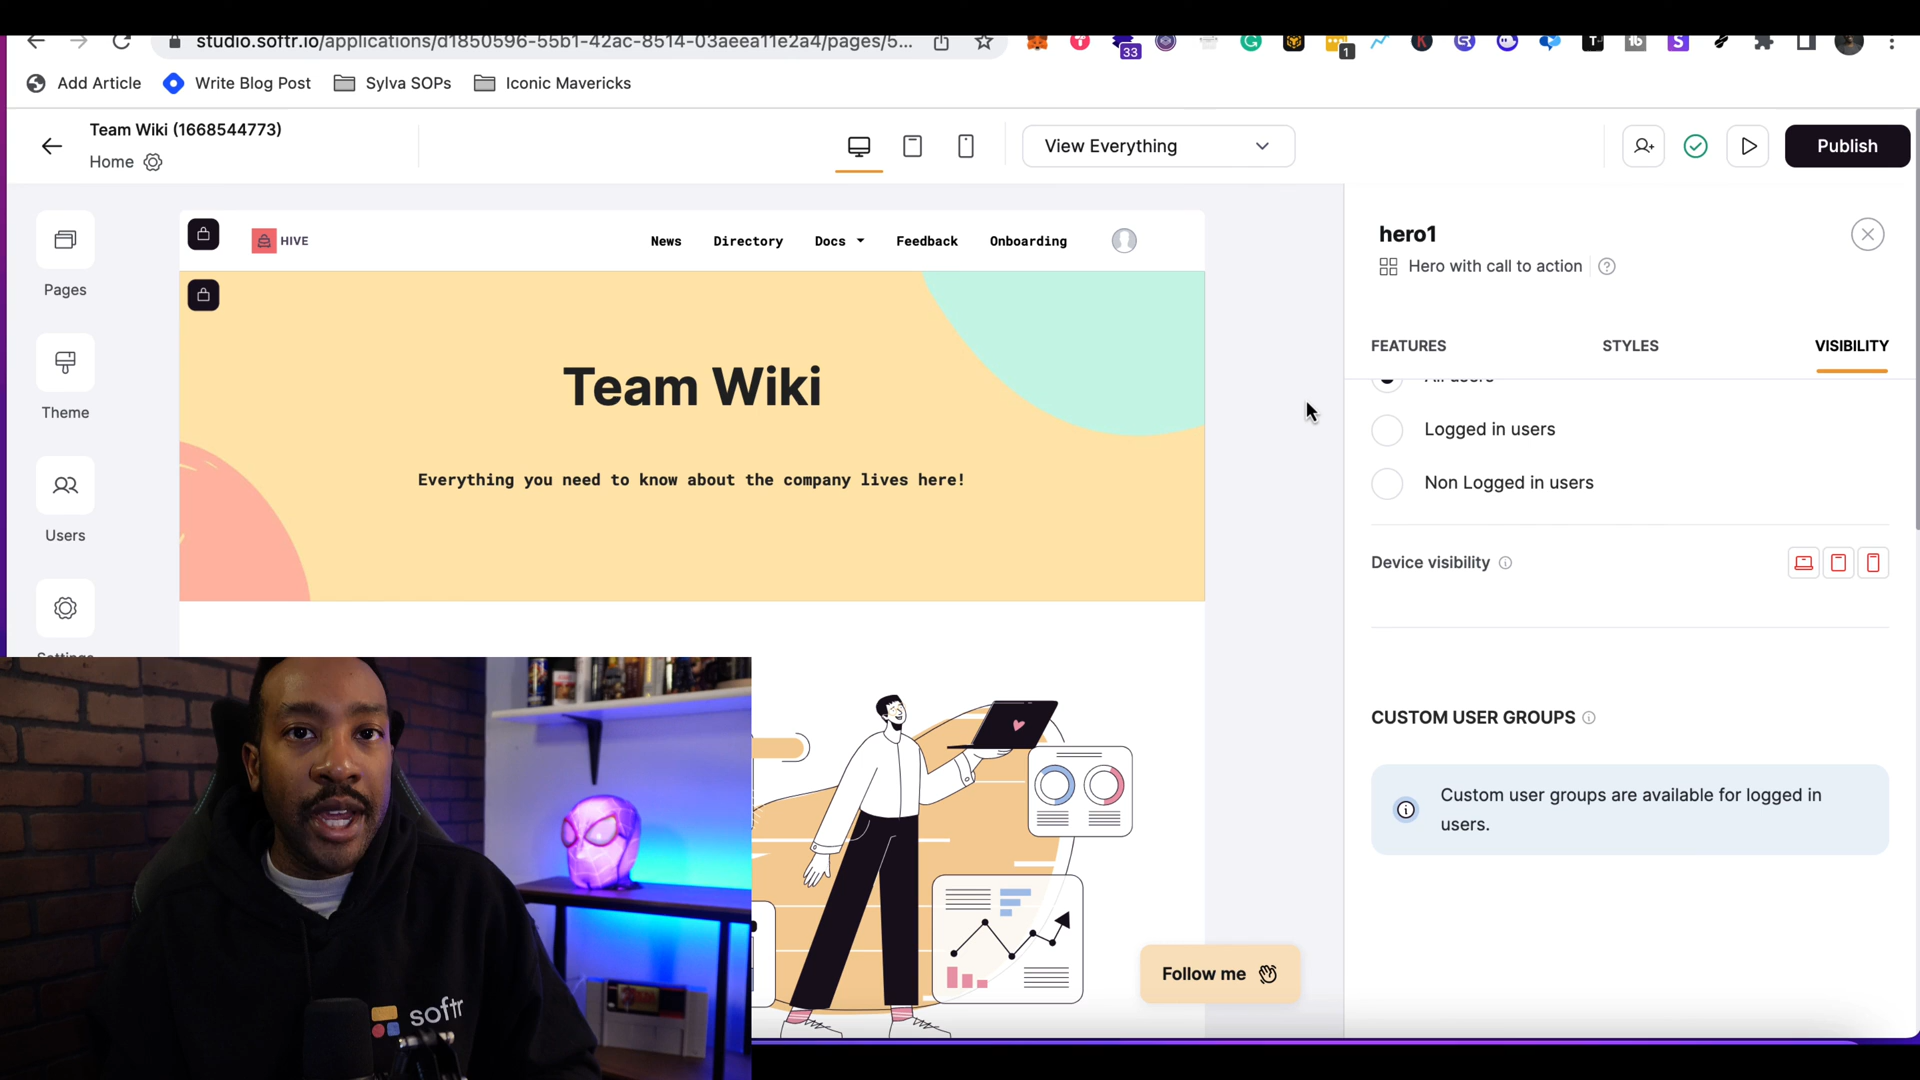 studio.softr.io/applications/d1850596-55b1-42ac-8514-03aeea11e2a4/pages/5...
33
1
Add Article
Write Blog Post
Sylva SOPs
Iconic Mavericks
Team Wiki (1668544773)
Home
View Everything
Publish
Pages
Theme
Users
HIVE
News
Directory
Docs
Feedback
Onboarding
Team Wiki
Everything you need to know about the company lives here!
hero1
Hero with call to action
FEATURES
STYLES
VISIBILITY
All users
Logged in users
Non Logged in users
Device visibility
CUSTOM USER GROUPS
Custom user groups are available for logged in
users.
Follow me
softr